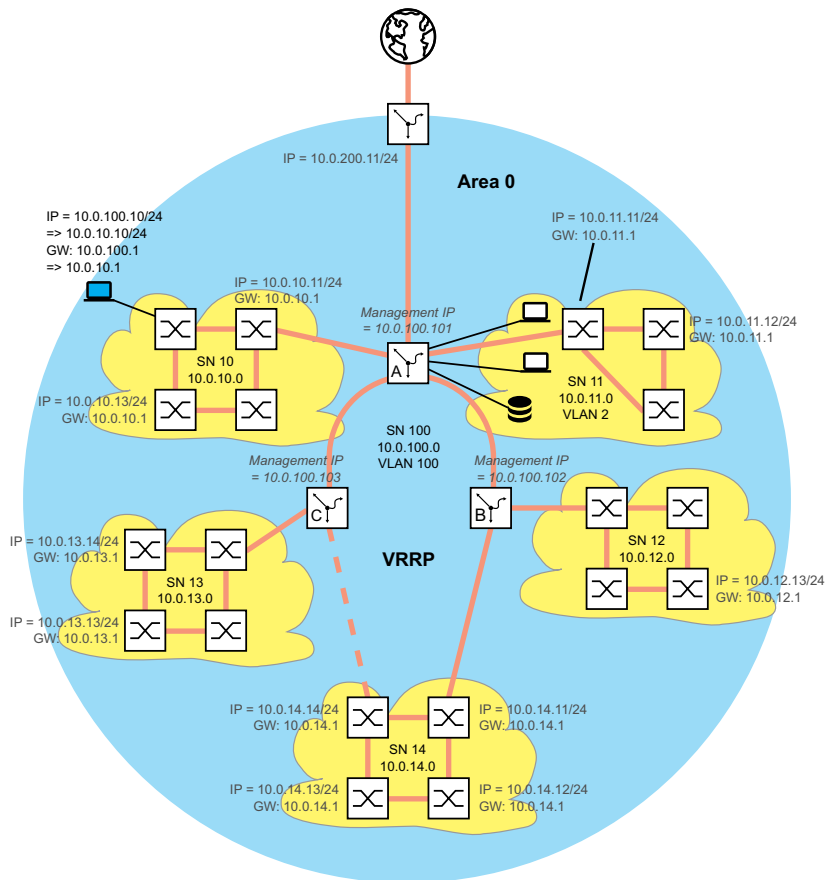 IP = 10.0.200.11/24
Area 0
IP = 10.0.100.10/24
=> 10.0.10.10/24
GW: 10.0.100.1
=> 10.0.10.1
IP = 10.0.11.11/24
GW: 10.0.11.1
IP = 10.0.10.11/24
GW: 10.0.10.1
Management IP
= 10.0.100.101
IP = 10.0.11.12/24
GW: 10.0.11.1
SN 10
10.0.10.0
A
SN 11
10.0.11.0
VLAN 2
IP = 10.0.10.13/24
GW: 10.0.10.1
SN 100
10.0.100.0
VLAN 100
Management IP
= 10.0.100.103
Management IP
= 10.0.100.102
C
B
IP = 10.0.13.14/24
GW: 10.0.13.1
SN 12
10.0.12.0
VRRP
SN 13
10.0.13.0
IP = 10.0.12.13/24
GW: 10.0.12.1
IP = 10.0.13.13/24
GW: 10.0.13.1
IP = 10.0.14.14/24
GW: 10.0.14.1
IP = 10.0.14.11/24
GW: 10.0.14.1
SN 14
10.0.14.0
IP = 10.0.14.13/24
GW: 10.0.14.1
IP = 10.0.14.12/24
GW: 10.0.14.1